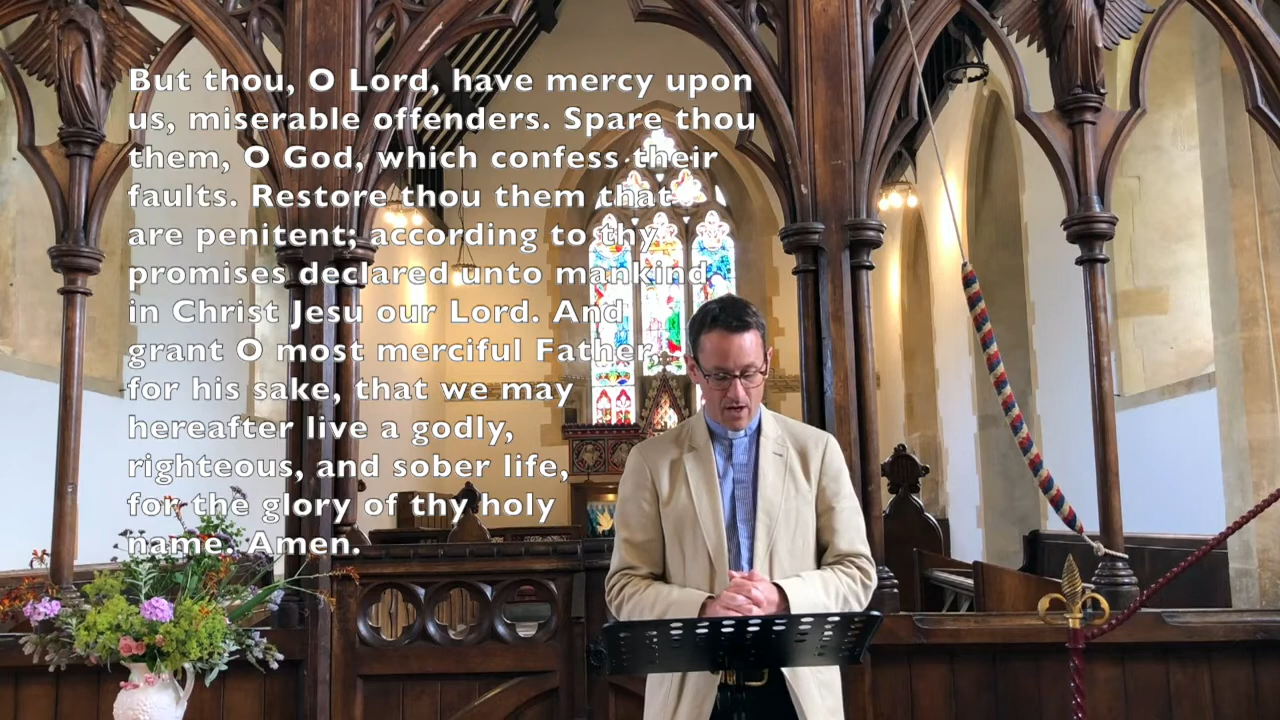 But thou, O Lord, have mercy upon
us, miserable offenders. Spare thou
them, O God, which confess their
faults. Restore thou them that
are penitent; according to thy
promises declared unto mankind
in Christ Jesu our Lord. And
grant O most merciful Father,
for his sake, that we may
hereafter live a godly,
righteous, and sober life,
for the glory of thy holy
name. Amen.